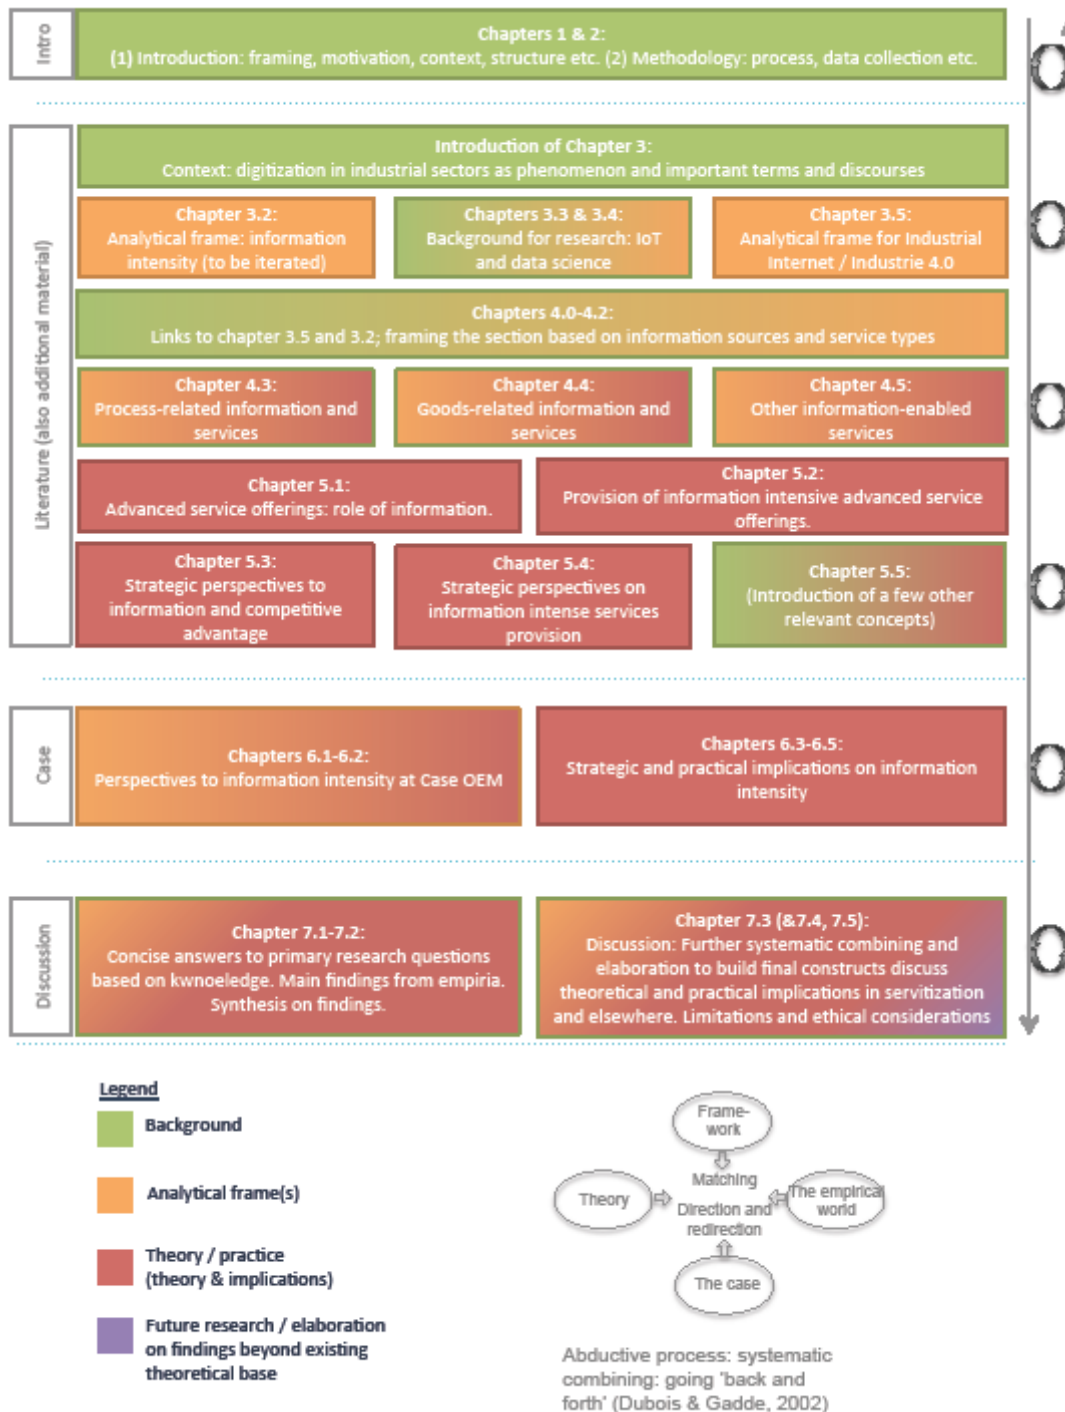 Intro
Chapters 1 & 2:
(1) Introduction: framing, motivation, context, structure etc. (2) Methodology: process, data collection etc.
Literature (also additional material)
Introduction of Chapter 3:
Context: digitization in industrial sectors as phenomenon and important terms and discourses
Chapter 3.2:
Analytical frame: information
intensity (to be iterated)
Chapters 3.3 & 3.4:
Background for research: IoT
and data science
Chapter 3.5:
Analytical frame for Industrial
Internet / Industrie 4.0
Chapters 4.0-4.2:
Links to chapter 3.5 and 3.2; framing the section based on information sources and service types
Chapter 4.3:
Process-related information and
services
Chapter 4.4:
Goods-related information and
services
Chapter 4.5:
Other information-enabled
services
Chapter 5.1:
Advanced service offerings: role of information.
Chapter 5.2:
Provision of information intensive advanced service
offerings.
Chapter 5.3:
Strategic perspectives to
information and competitive
advantage
Chapter 5.4:
Strategic perspectives on
information intense services
provision
Chapter 5.5:
(Introduction of a few other
relevant concepts)
Case
Chapters 6.1-6.2:
Perspectives to information intensity at Case OEM
Chapters 6.3-6.5:
Strategic and practical implications on information
intensity
Discussion
Chapter 7.1-7.2:
Concise answers to primary research questions
based on kwnoeledge. Main findings from empiria.
Synthesis on findings.
Chapter 7.3 (&7.4, 7.5):
Discussion: Further systematic combining and
elaboration to build final constructs discuss
theoretical and practical implications in servitization
and elsewhere. Limitations and ethical considerations
Legend
Background
Analytical frame(s)
Theory / practice
(theory & implications)
Future research / elaboration
on findings beyond existing
theoretical base
Frame-
work
Matching
Theory
Direction and
redirection
The empirical
world
The case
Abductive process: systematic
combining: going 'back and
forth' (Dubois & Gadde, 2002)